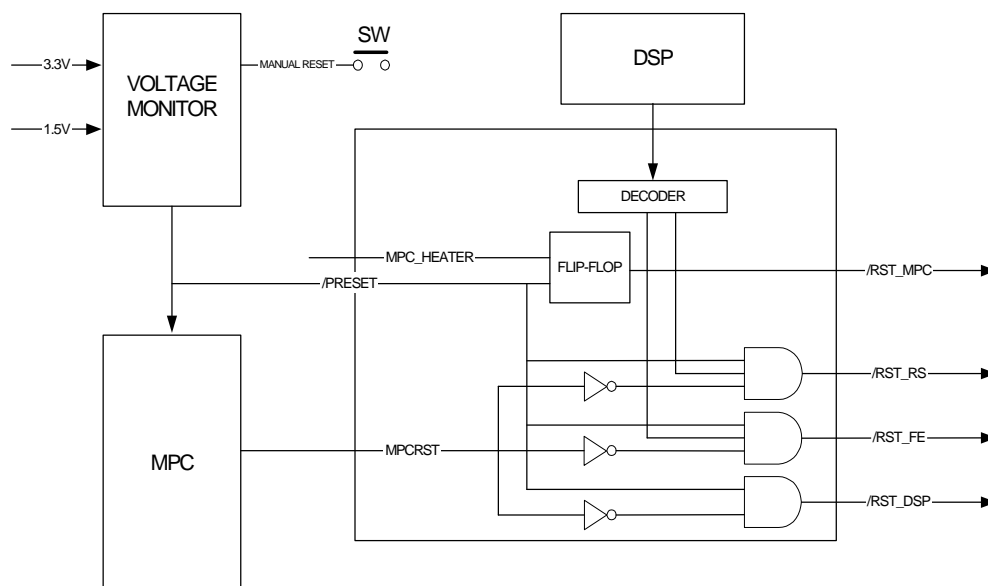 SW
DSP
3.3V
MANUAL RESET
VOLTAGE
MONITOR
1.5V
DECODER
MPC_HEATER
FLIP-FLOP
/RST_MPC
/PRESET
/RST_RS
/RST_FE
MPCRST
MPC
/RST_DSP